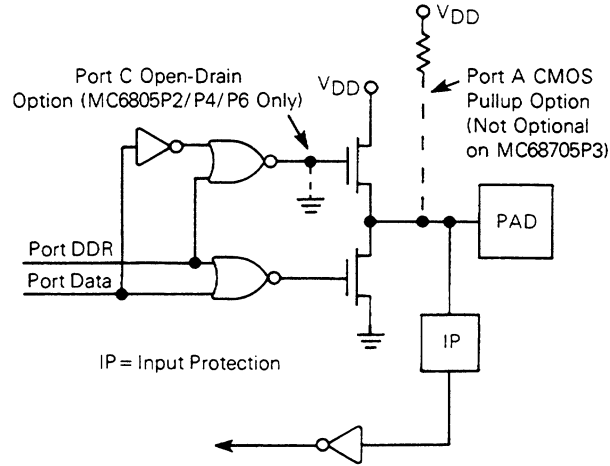 VDD
Port C Open-Drain
Option (MC6805P2/P4/P6 Only)
VDD
Port A CMOS
Pullup Option
(Not Optional
on MC68705P3)
PAD
Port DDR
Port Data
IP
IP = Input Protection